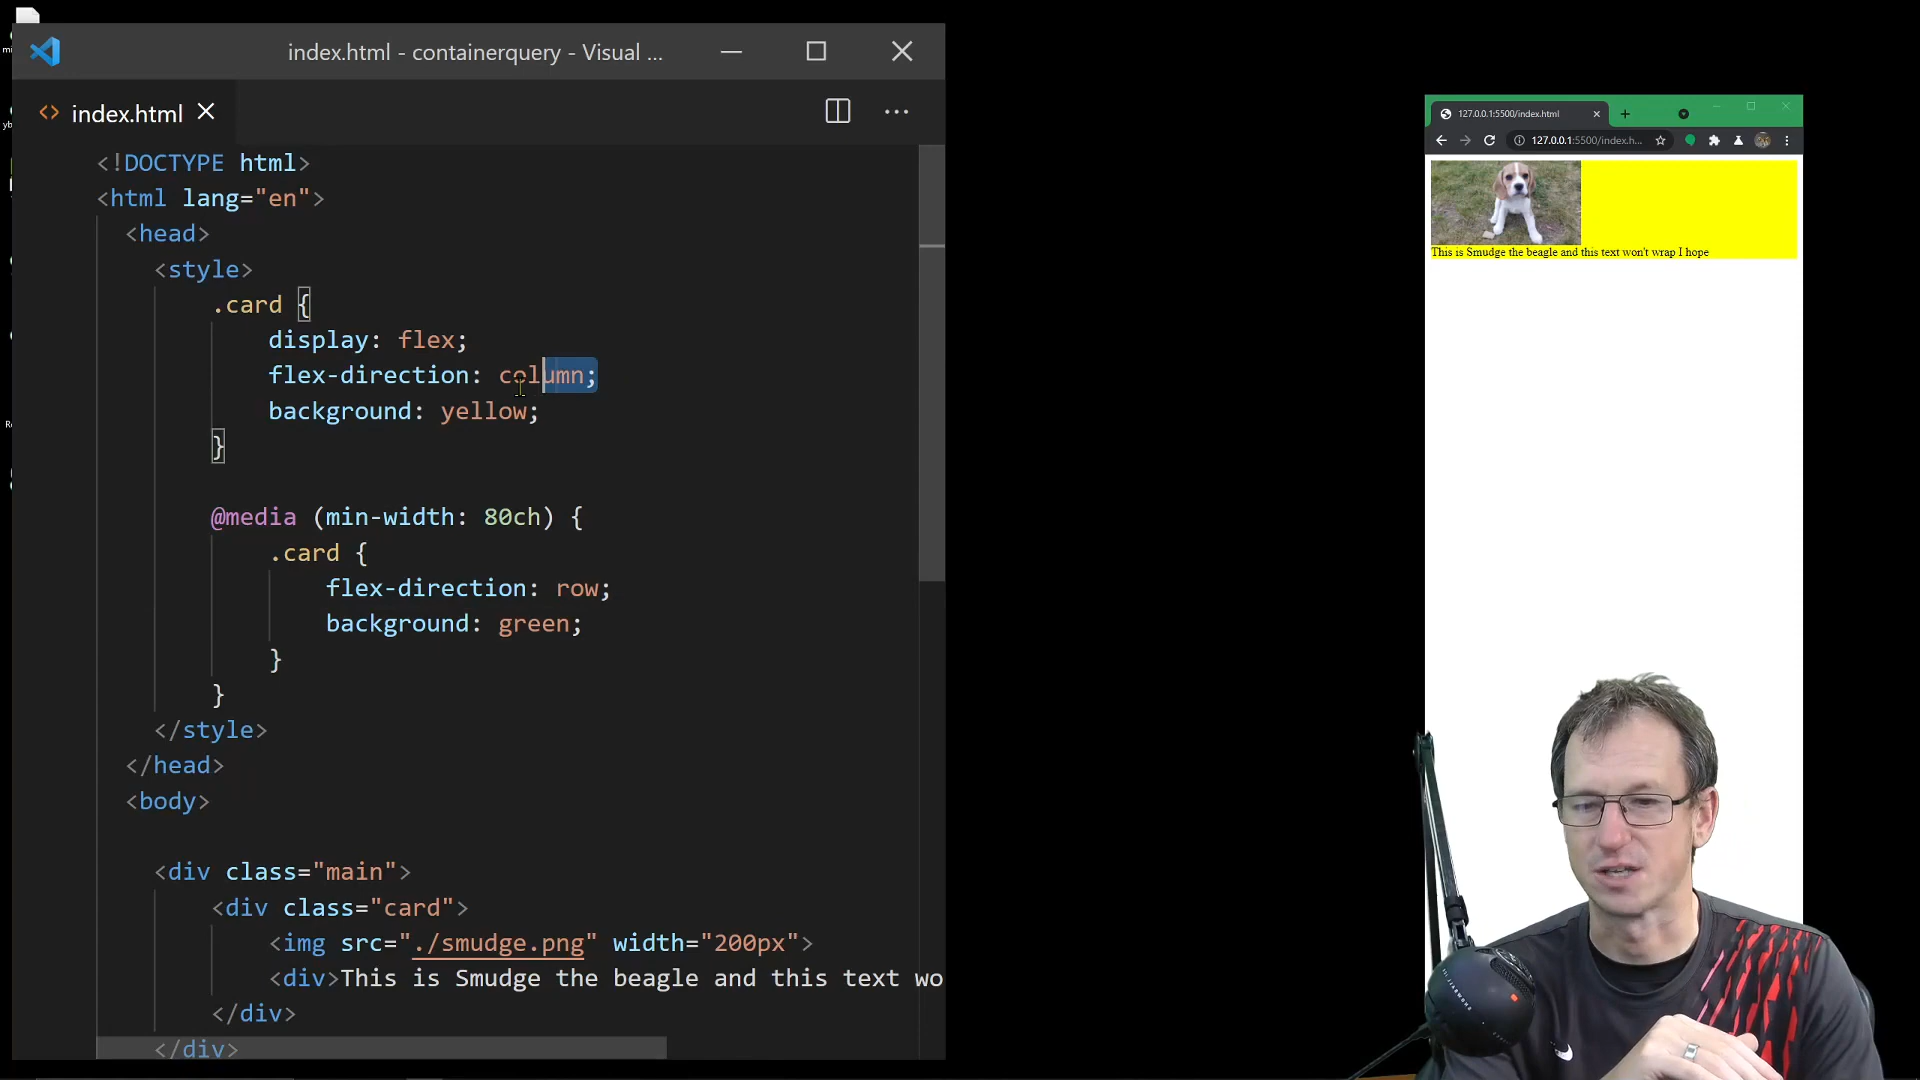 index.html - containerquery - Visual ...
index.html
<!DOCTYPE html>
<html lang="en">
<head>
<style>
.card {
display: flex;
flex-direction: column;
background: yellow;
}
@media (min-width: 80ch) {
.card {
flex-direction: row;
background: green;
}
}
</style>
</head>
<body>
<div class="main">
<div class="card">
<img src="./smudge.png" width="200px">
<div>This is Smudge the beagle and this text wo
</div>
</div>
127.0.0.1:5500/index.html
127.0.0.1:5500/index.h...
This is Smudge the beagle and this text won't wrap I hope